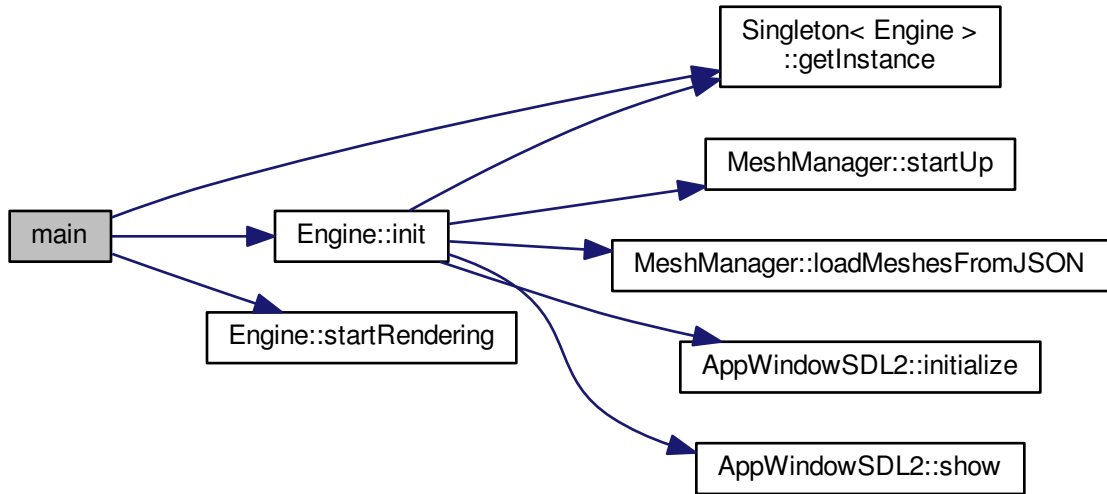 Singleton< Engine >
::getInstance
MeshManager::startUp
main
Engine::init
MeshManager::loadMeshesFromJSON
Engine::startRendering
AppWindowSDL2::initialize
AppWindowSDL2::show